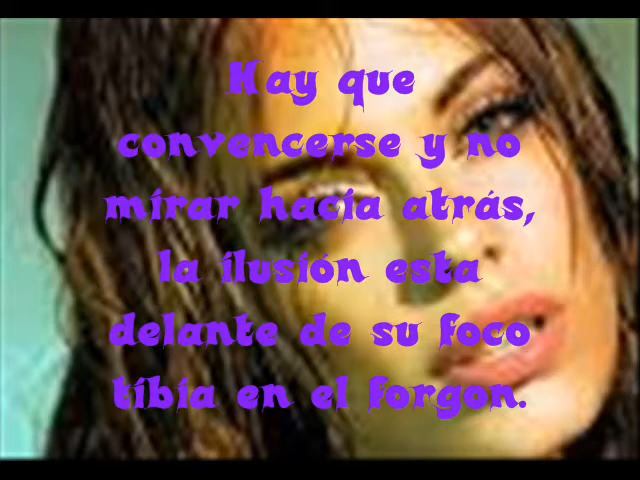 Hay que
convencerse y no
mirar hacia atrás,
la ilusión esta
delante de su foco
tibia en el forgon.